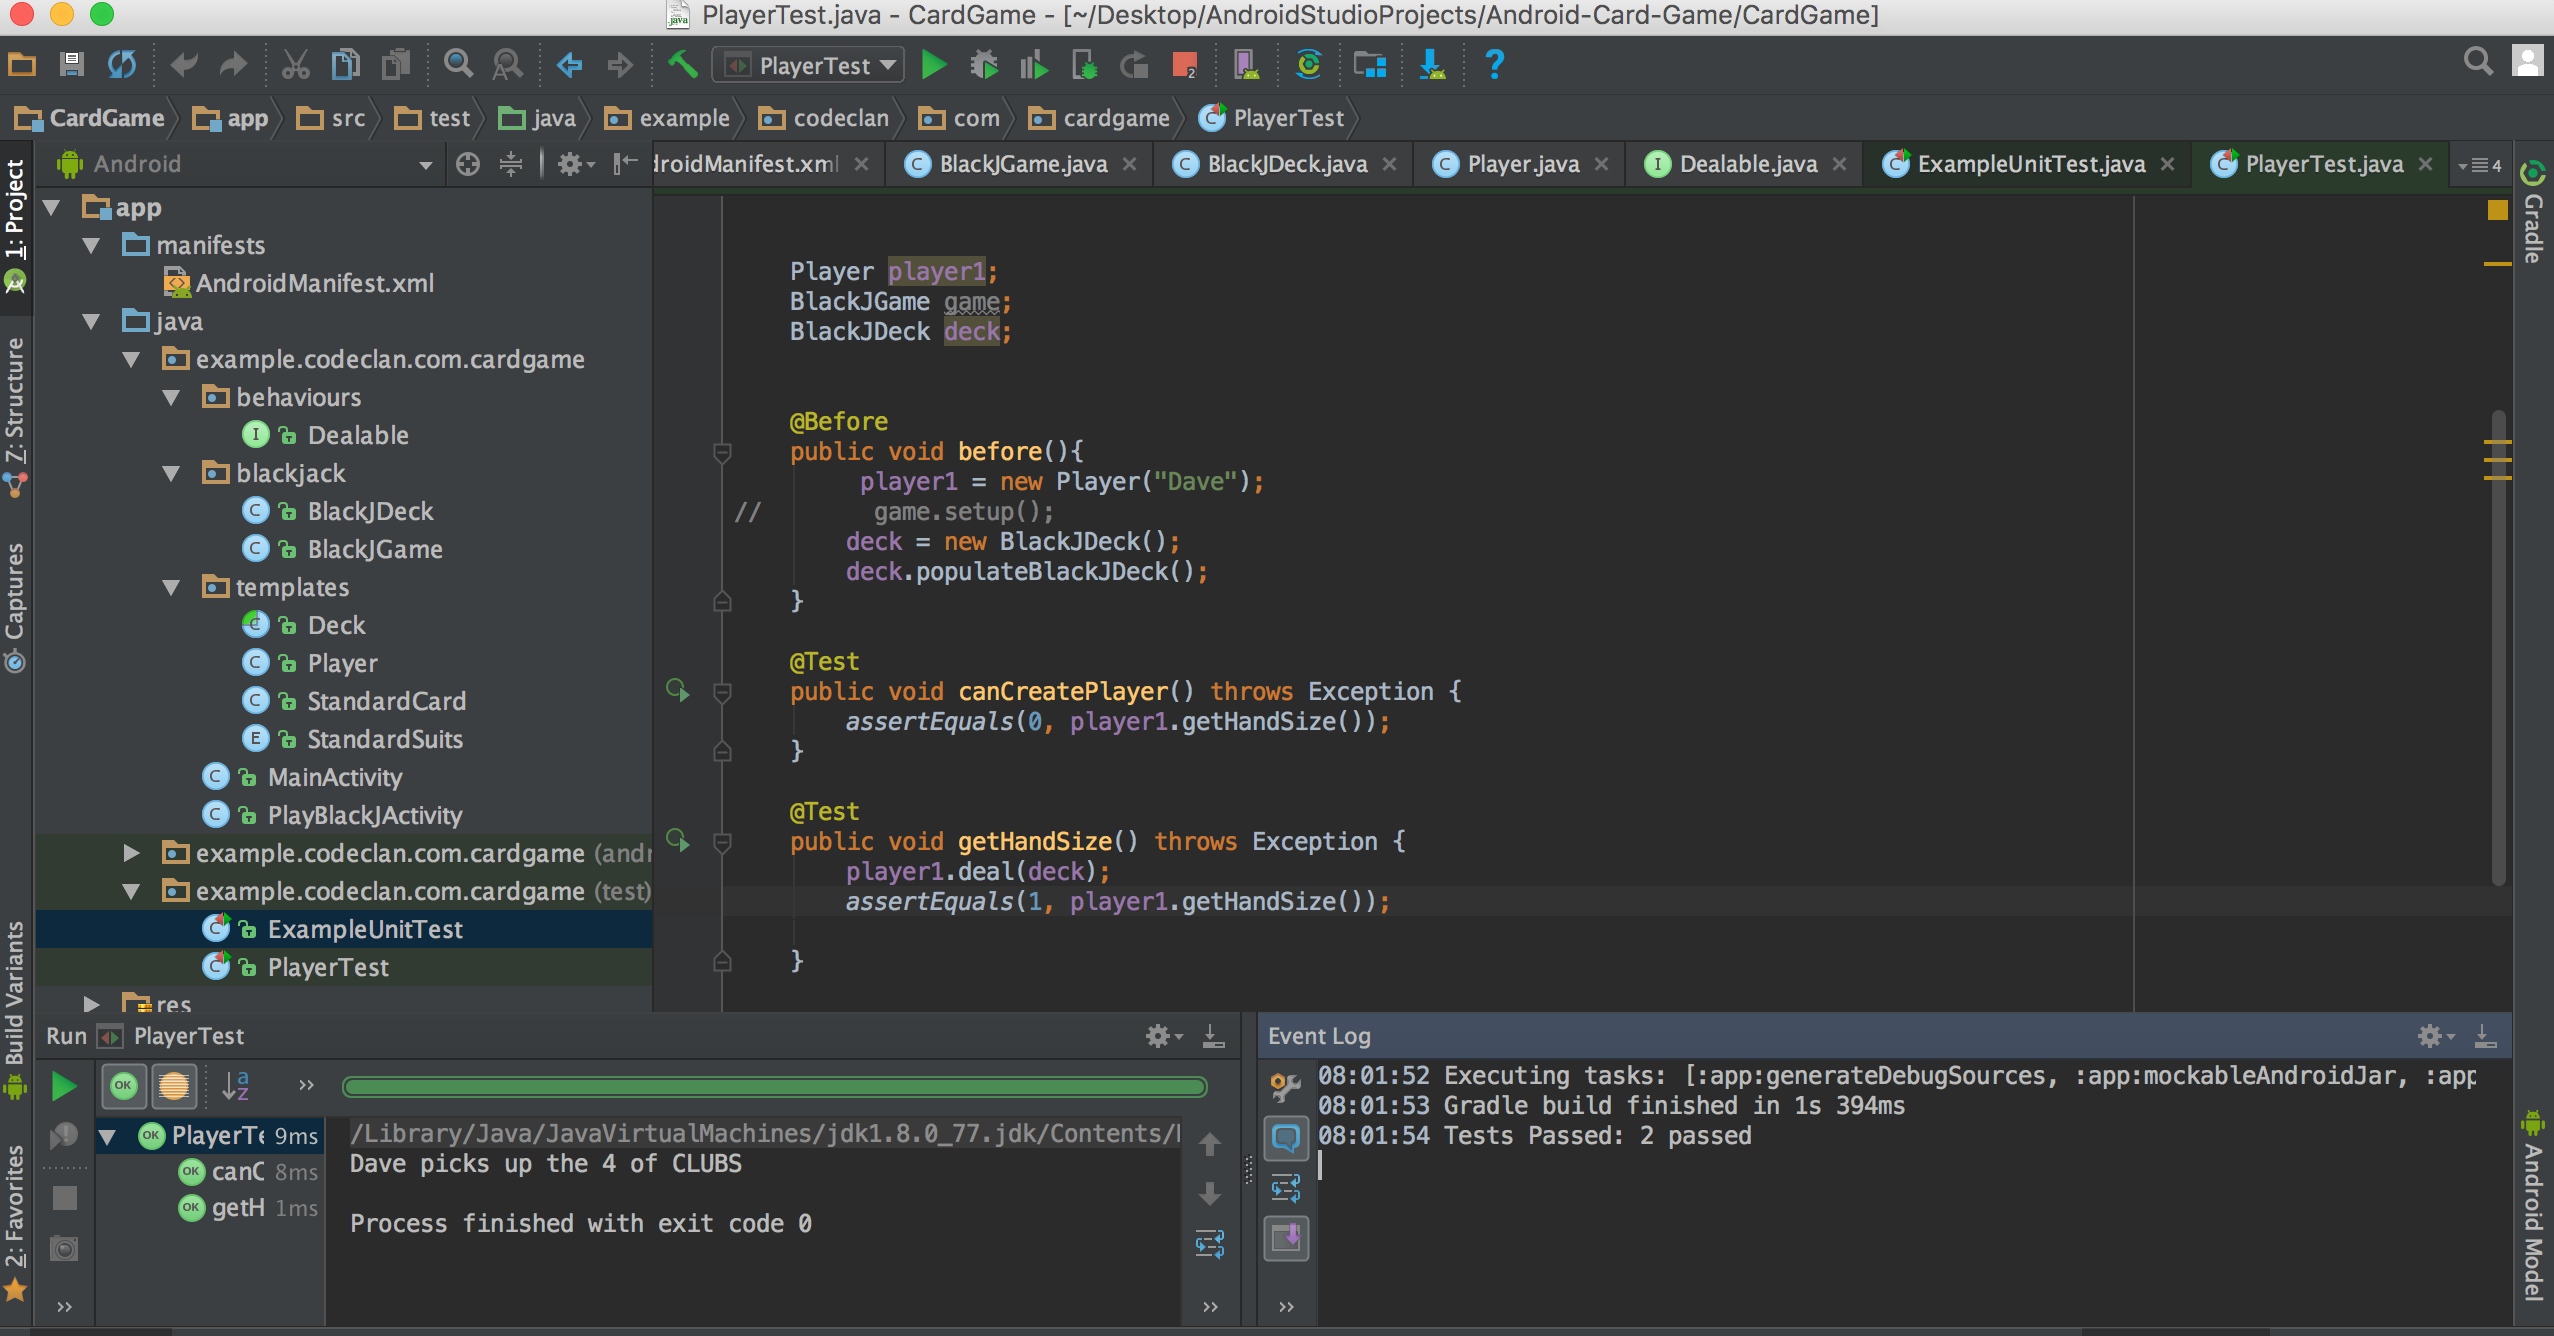 PlayerTest.java - CardGame - [~/Desktop/AndroidStudioProjects/Android-Card-Game/CardGame]
PlayerTest
2
?
CardGame app src test java example codeclan com cardgame PlayerTest
1: Project
Z: Structure
Captures
Build Variants
2: Favorites
Android
app
manifests
AndroidManifest.xml
java
example.codeclan.com.cardgame
behaviours
Dealable
blackjack
BlackJDeck
BlackJGame
templates
Deck
Player
StandardCard
StandardSuits
MainActivity
PlayBlackJActivity
example.codeclan.com.cardgame (andr
example.codeclan.com.cardgame (test)
ExampleUnitTest
PlayerTest
res
droidManifest.xml BlackJGame.java BlackJDeck.java Player.java Dealable.java ExampleUnitTest.java PlayerTest.java 4
Player player1;
BlackJGame game;
BlackJDeck deck;
@Before
public void before(){
player1 = new Player("Dave");
// game.setup();
deck = new BlackJDeck();
deck.populateBlackJDeck();
}
@Test
public void canCreatePlayer() throws Exception {
assertEquals(0, player1.getHandSize());
}
@Test
public void getHandSize() throws Exception {
player1.deal(deck);
assertEquals(1, player1.getHandSize());
}
Gradle
Android Model
Run PlayerTest
OK
PlayerTe 9ms
canC 8ms
getH 1ms
/Library/Java/JavaVirtualMachines/jdk1.8.0_77.jdk/Contents/
Dave picks up the 4 of CLUBS
Process finished with exit code 0
Event Log
08:01:52 Executing tasks: [:app:generateDebugSources, :app:mockableAndroidJar, :app
08:01:53 Gradle build finished in 1s 394ms
08:01:54 Tests Passed: 2 passed